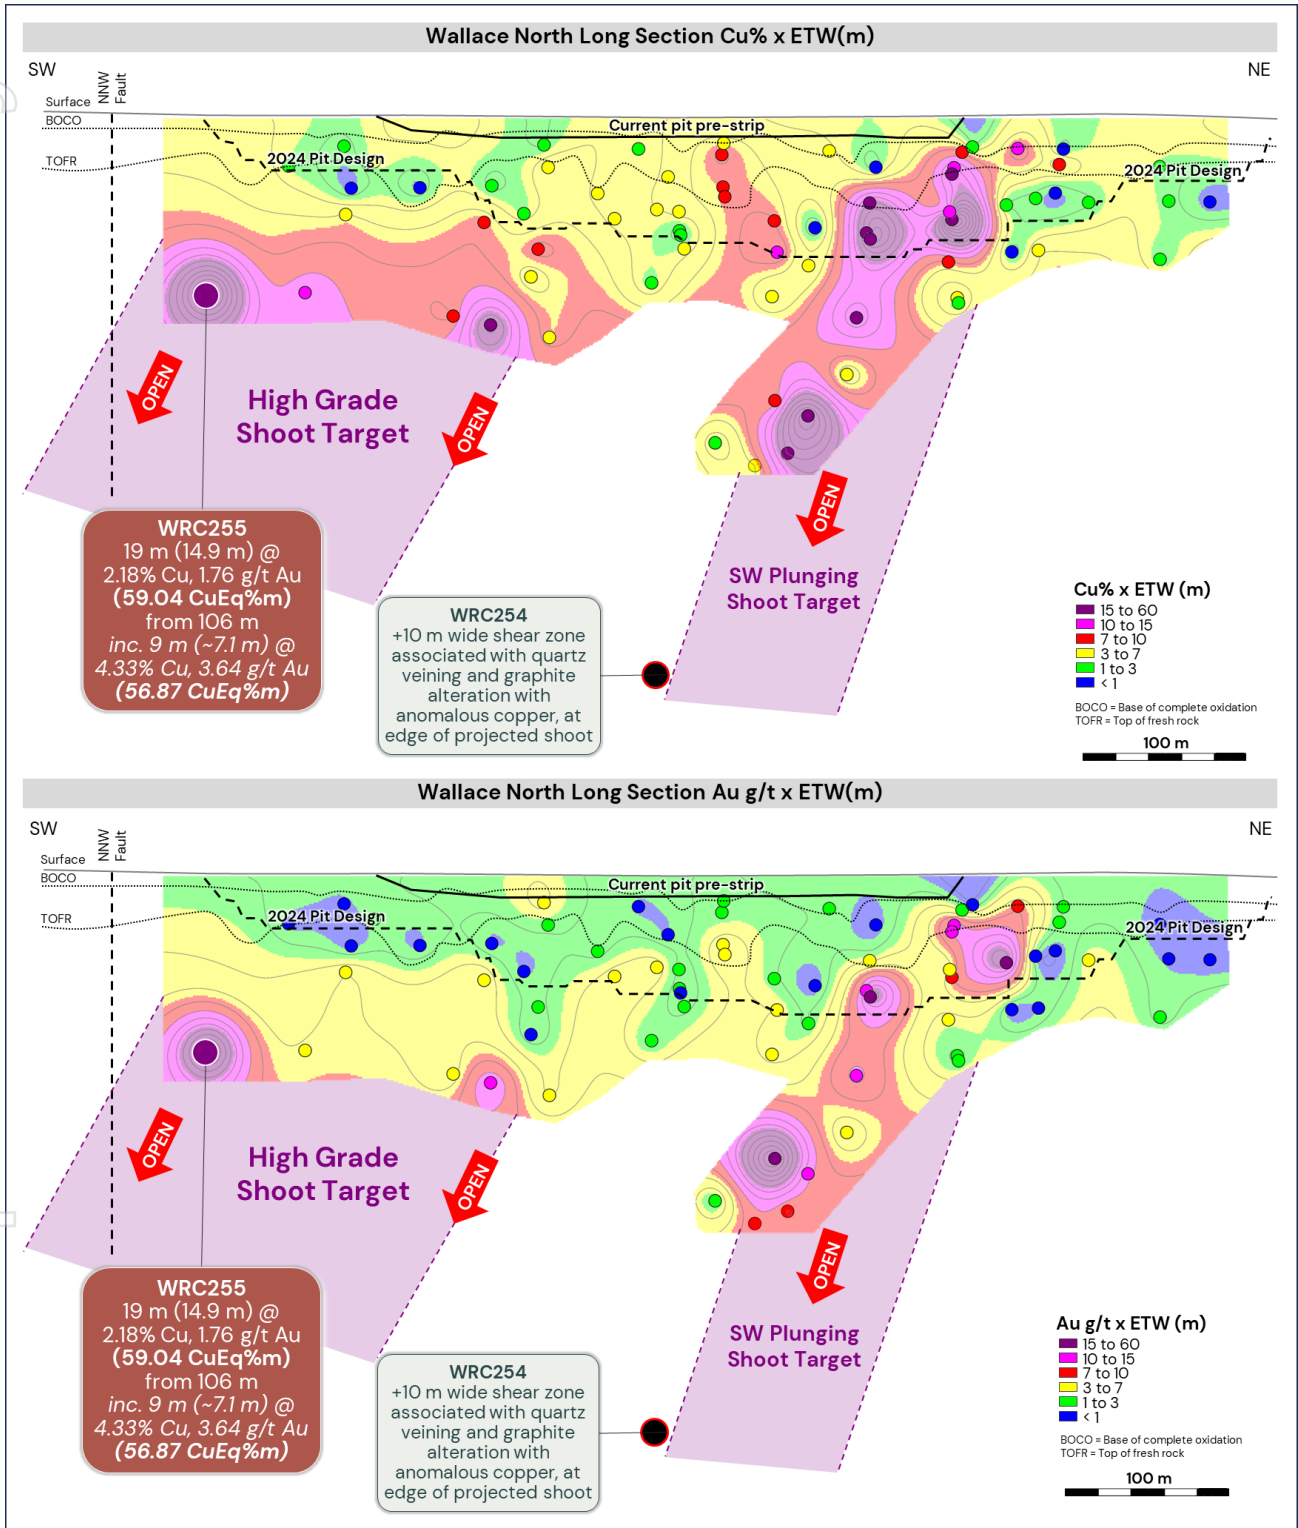 Wallace North Long Section Cu% x ETW(m)
SW
NNW
Fault
NE
Surface
BOCO
Current pit pre-strip
TOFR
2024 Pit Design
2024 Pit Design
OPEN
High Grade
Shoot Target
OPEN
OPEN
WRC255
19 m (14.9 m) @
2.18% Cu, 1.76 g/t Au
(59.04 CuEq%m)
from 106 m
inc. 9 m (~7.1 m) @
4.33% Cu, 3.64 g/t Au
(56.87 CuEq%m)
SW Plunging
Shoot Target
WRC254
+10 m wide shear zone
associated with quartz
veining and graphite
alteration with
anomalous copper, at
edge of projected shoot
Cu% x ETW (m)
15 to 60
10 to 15
7 to 10
3 to 7
1 to 3
< 1
BOCO = Base of complete oxidation
TOFR = Top of fresh rock
100 m
Wallace North Long Section Au g/t x ETW(m)
SW
NNW
Fault
NE
Surface
BOCO
Current pit pre-strip
TOFR
2024 Pit Design
2024 Pit Design
OPEN
High Grade
Shoot Target
OPEN
OPEN
WRC255
19 m (14.9 m) @
2.18% Cu, 1.76 g/t Au
(59.04 CuEq%m)
from 106 m
inc. 9 m (~7.1 m) @
4.33% Cu, 3.64 g/t Au
(56.87 CuEq%m)
SW Plunging
Shoot Target
WRC254
+10 m wide shear zone
associated with quartz
veining and graphite
alteration with
anomalous copper, at
edge of projected shoot
Au g/t x ETW (m)
15 to 60
10 to 15
7 to 10
3 to 7
1 to 3
< 1
BOCO = Base of complete oxidation
TOFR = Top of fresh rock
100 m